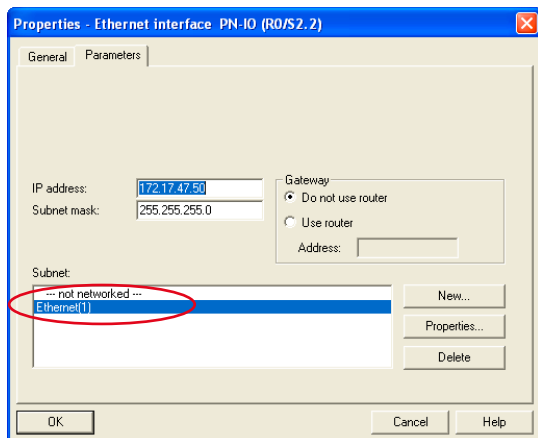 Properties - Ethernet interface PN-IO (R0/S2.2)
General Parameters
Gateway
IP address: 172.17.47.50
Do not use router
Subnet mask: 255.255.255.0
Use router
Address:
Subnet:
--- not networked ---
New...
Ethernet(1)
Properties...
Delete
OK Cancel Help